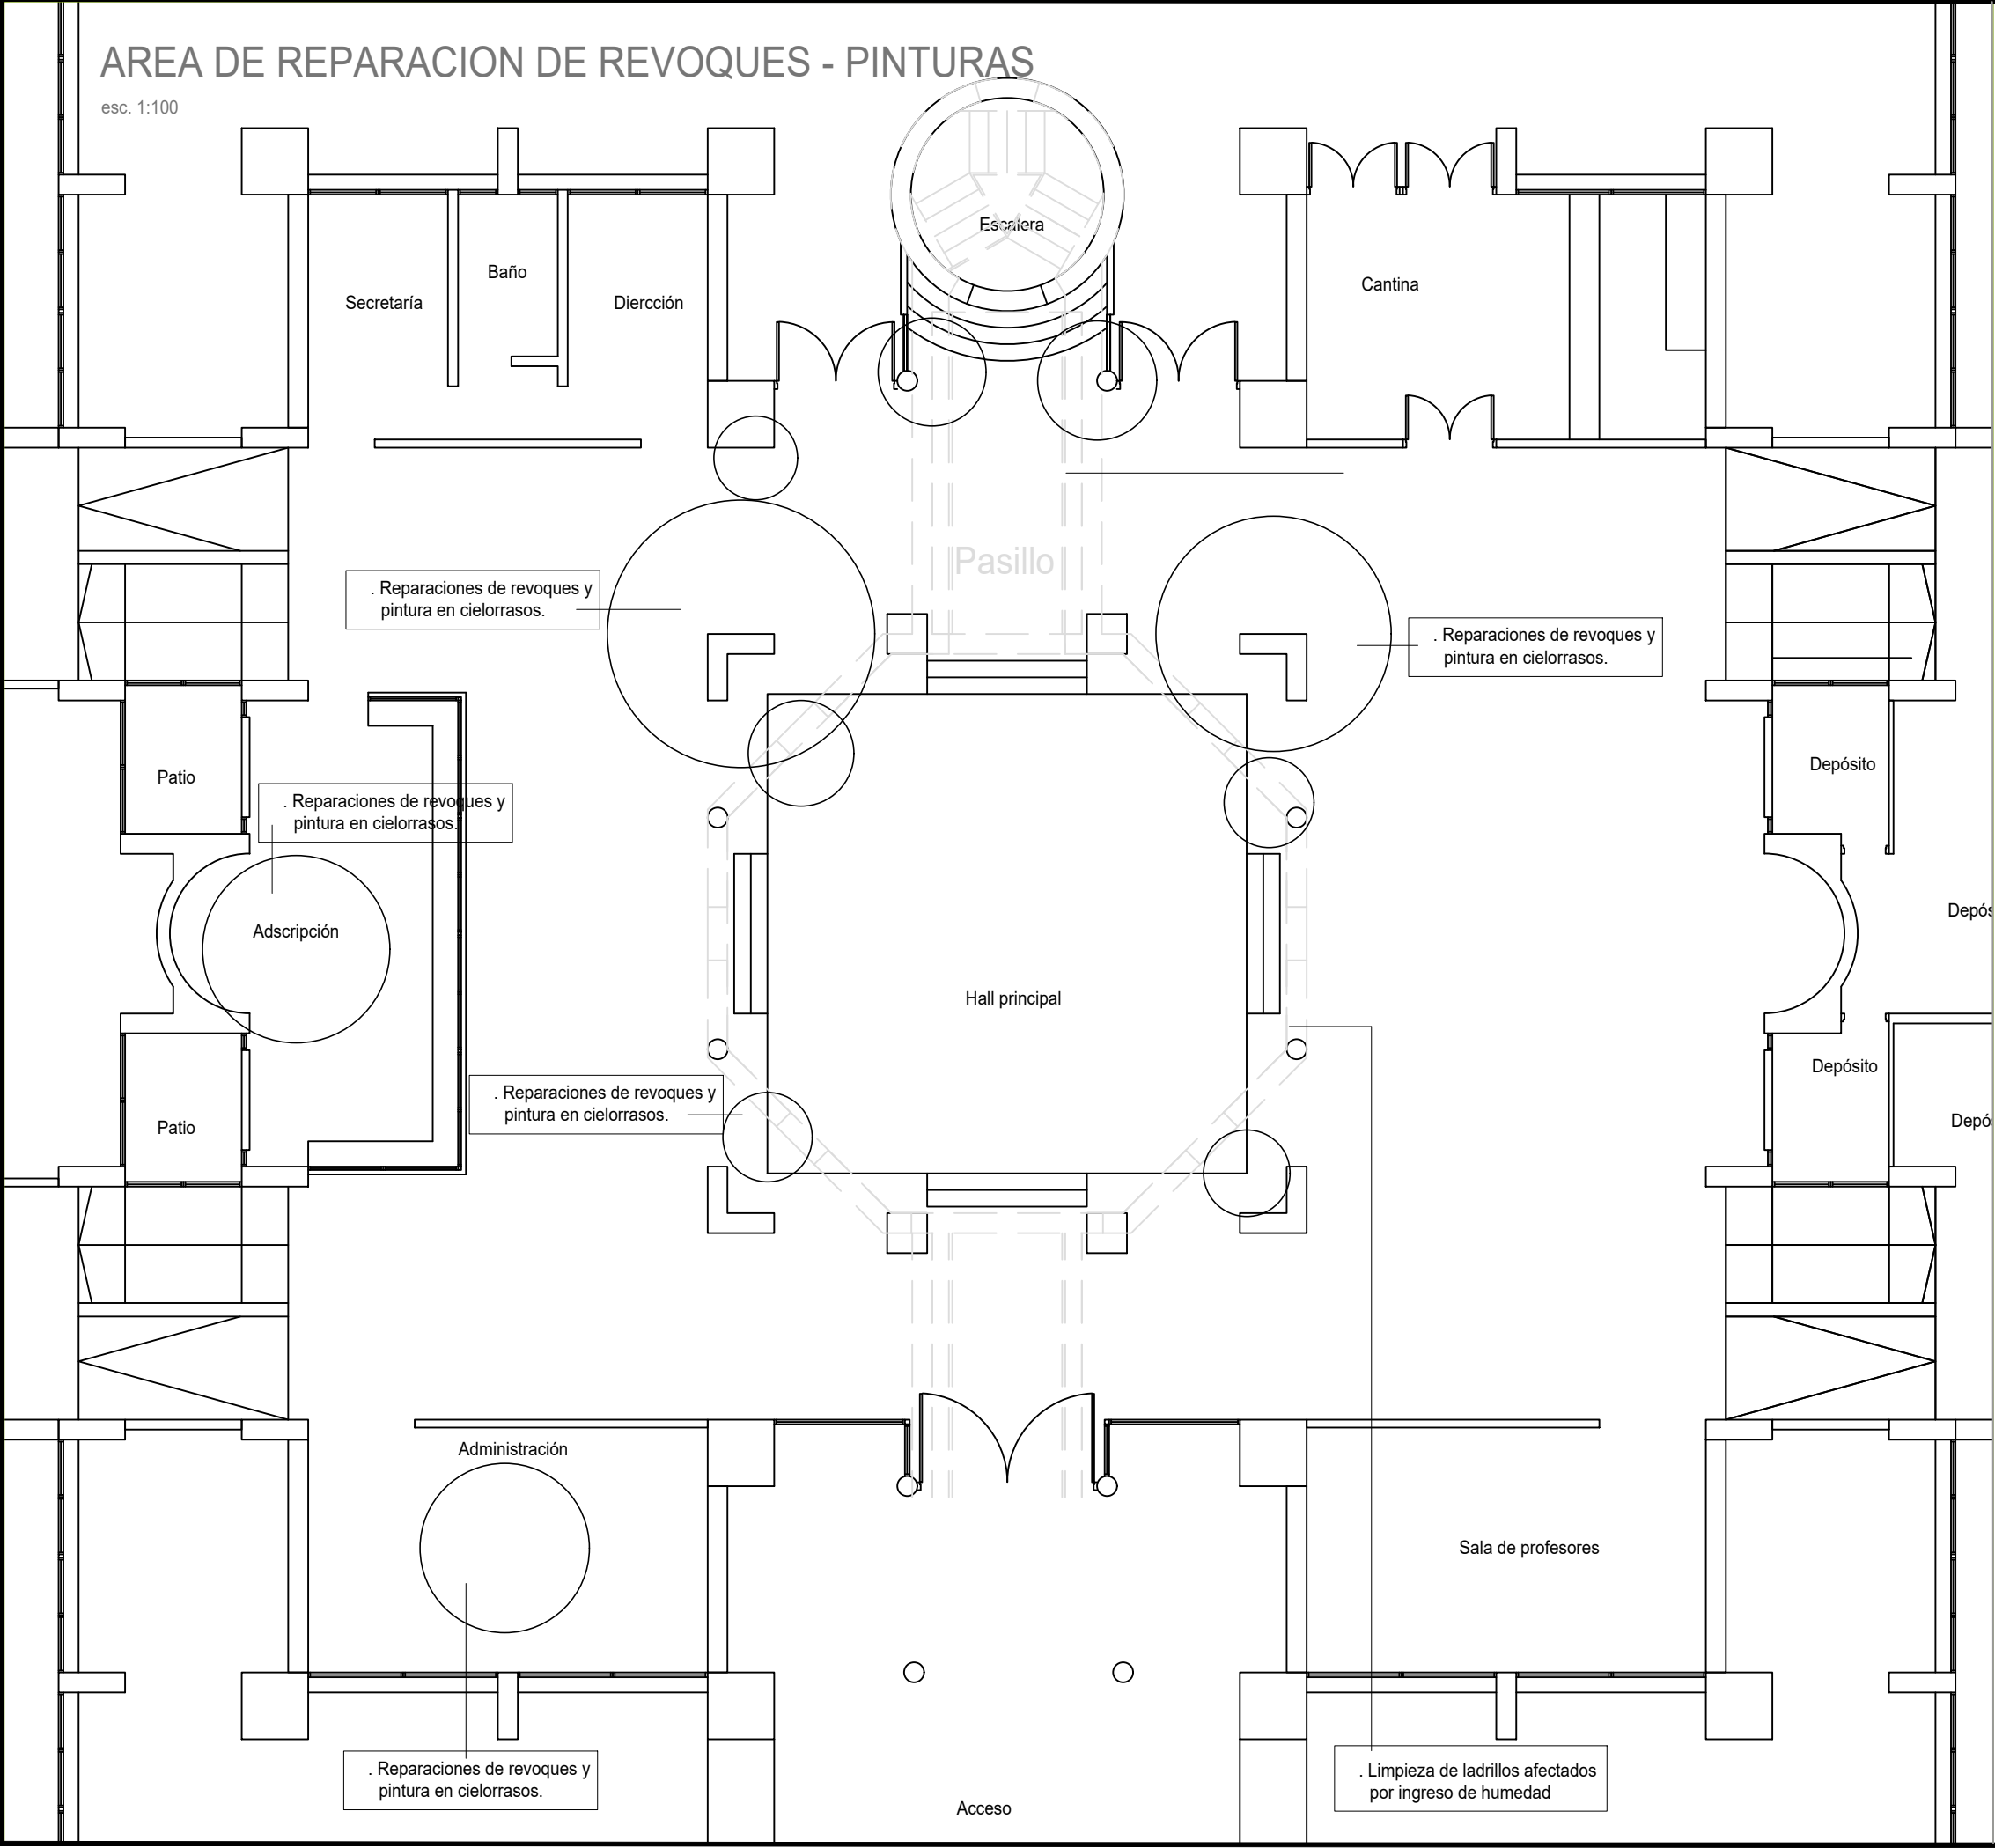 AREA DE REPARACION DE REVOQUES - PINTURAS
esc. 1:100
Escalera
Baño
Secretaría
Diercción
Cantina
Pasillo
. Reparaciones de revoques y
pintura en cielorrasos.
. Reparaciones de revoques y
pintura en cielorrasos.
Patio
Depósito
. Reparaciones de revoques y
pintura en cielorrasos.
Adscripción
Depós
Hall principal
Depósito
. Reparaciones de revoques y
pintura en cielorrasos.
Patio
Depó
Administración
Sala de profesores
. Reparaciones de revoques y
pintura en cielorrasos.
. Limpieza de ladrillos afectados
por ingreso de humedad
Acceso